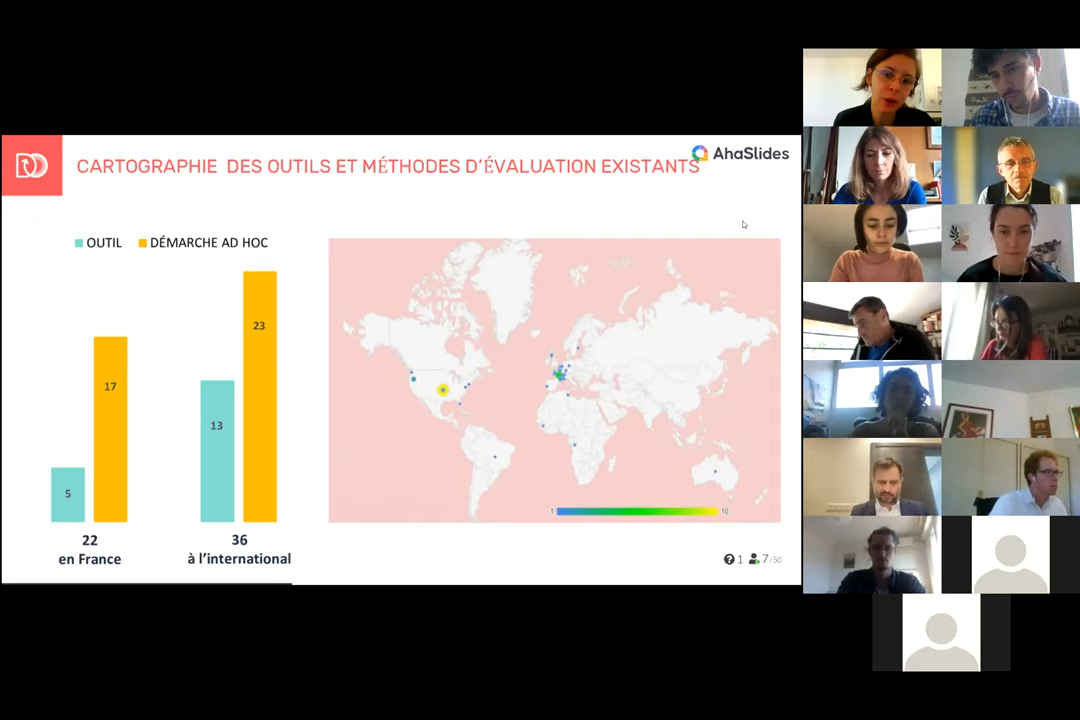 CARTOGRAPHIE DES OUTILS ET MÉTHODES D'ÉVALUATION EXISTANTS
AhaSlides
OUTIL
DÉMARCHE AD HOC
5
17
13
23
22
en France
36
à l'international
1
10
1
7/50